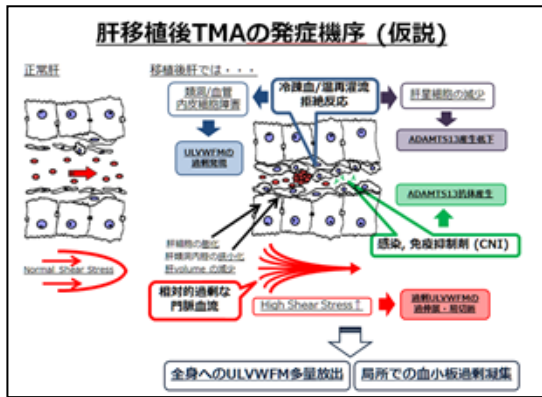 肝移植後TMAの発症機序 (仮説)
正常肝
移植後肝では・・・
類洞/血管
内皮細胞障害
冷疎血/温再灌流
拒絶反応
肝星細胞の減少
ULVWFMの
過剰発現
ADAMTS13産生低下
ADAMTS13抗体産生
肝細胞の膨化
肝類洞内腔の狭小化
肝volume の減少
感染, 免疫抑制剤 (CNI)
Normal Shear Stress
相対的過剰な
門脈血流
High Shear Stress↑
過剰ULVWFMの
過伸展・易切断
全身へのULVWFM多量放出
局所での血小板過剰凝集